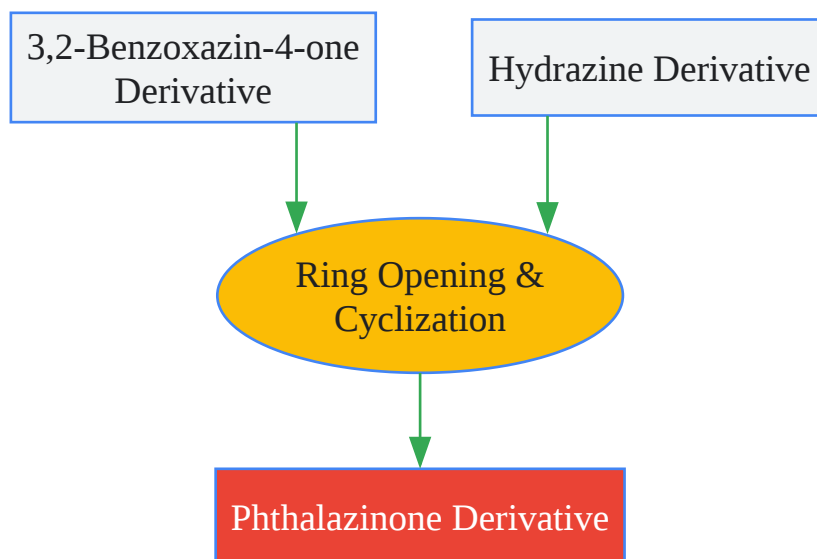 3,2-Benzoxazin-4-one
Derivative
Hydrazine Derivative
Ring Opening &
Cyclization
Phthalazinone Derivative